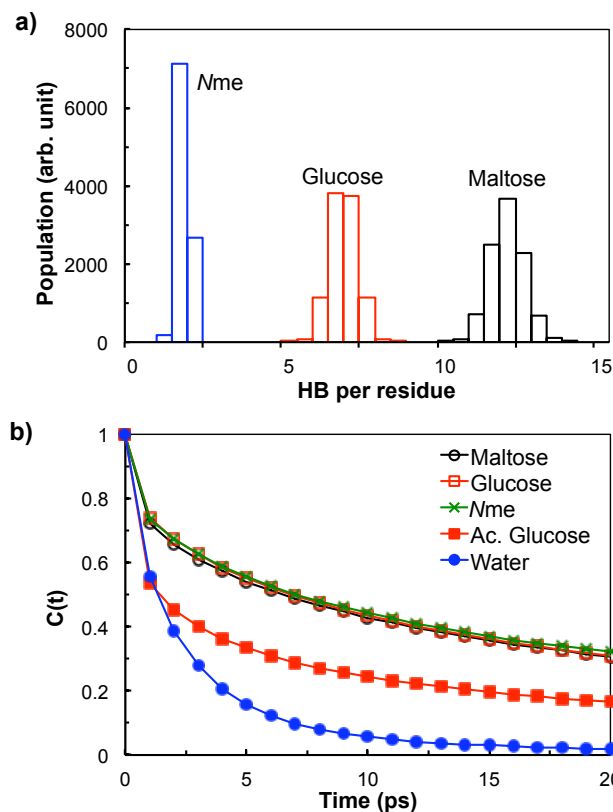 a)
8000
6000
4000
2000
0
Population (arb. unit)
Nme
Glucose
Maltose
0 5 10 15
HB per residue
b)
1
0.8
0.6
0.4
0.2
0
C(t)
Maltose
Glucose
Nme
Ac. Glucose
Water
0 5 10 15 20
Time (ps)